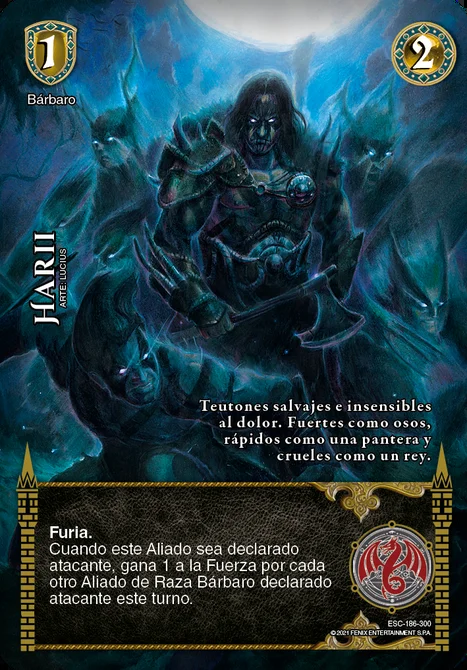 1
2
Bárbaro
HARII
ARTE: LUCIUS
Teutones salvajes e insensibles
al dolor. Fuertes como osos,
rápidos como una pantera y
crueles como un rey.
Furia.
Cuando este Aliado sea declarado
atacante, gana 1 a la Fuerza por cada
otro Aliado de Raza Bárbaro declarado
atacante este turno.
ESC-186-300
©2021 FENIX ENTERTAINMENT S.P.A.